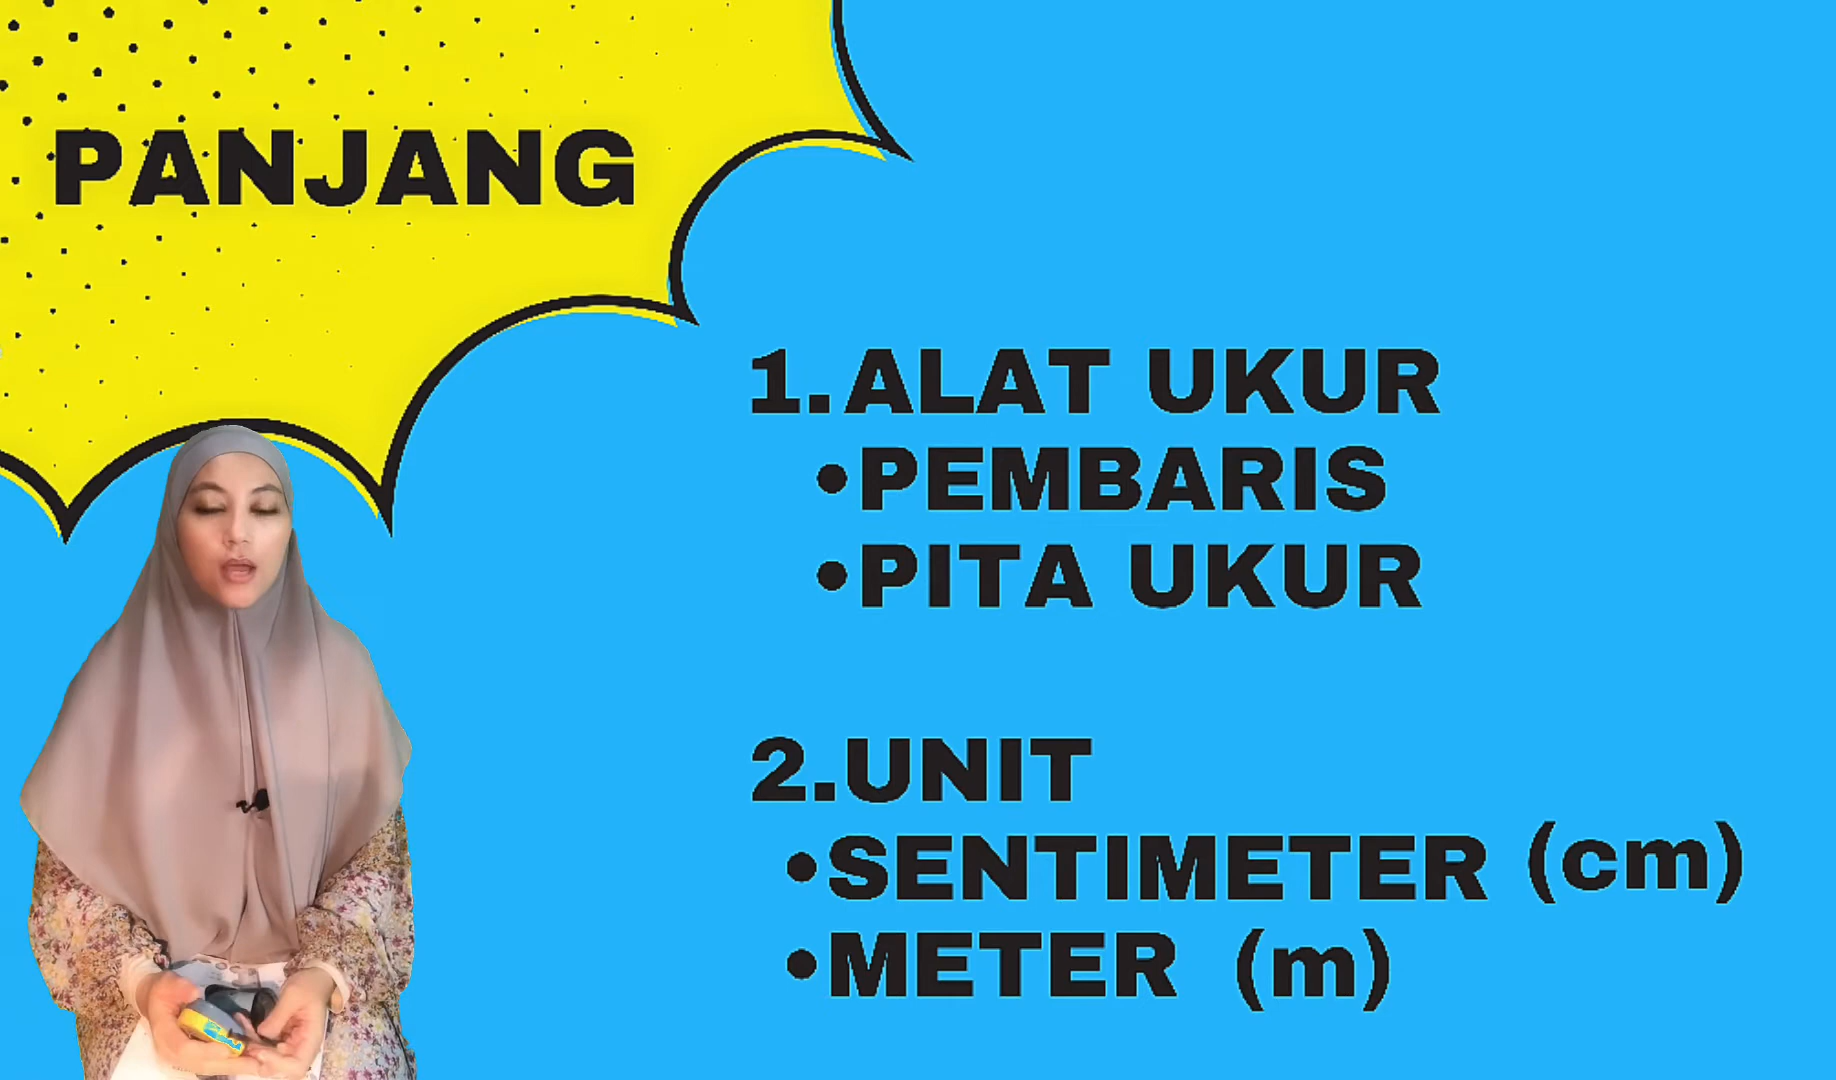 PANJANG
1. ALAT UKUR
•PEMBARIS
•PITA UKUR
2. UNIT
•SENTIMETER (cm)
•METER (m)